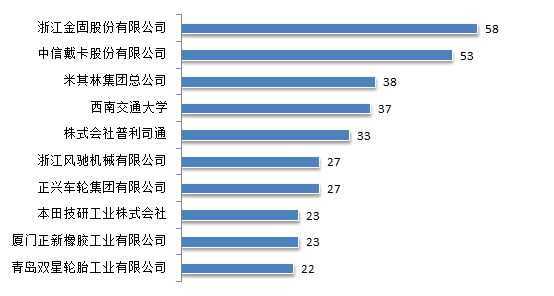 浙江金固股份有限公司 58
中信戴卡股份有限公司 53
米其林集团总公司 38
西南交通大学 37
株式会社普利司通 33
浙江风驰机械有限公司 27
正兴车轮集团有限公司 27
本田技研工业株式会社 23
厦门正新橡胶工业有限公司 23
青岛双星轮胎工业有限公司 22